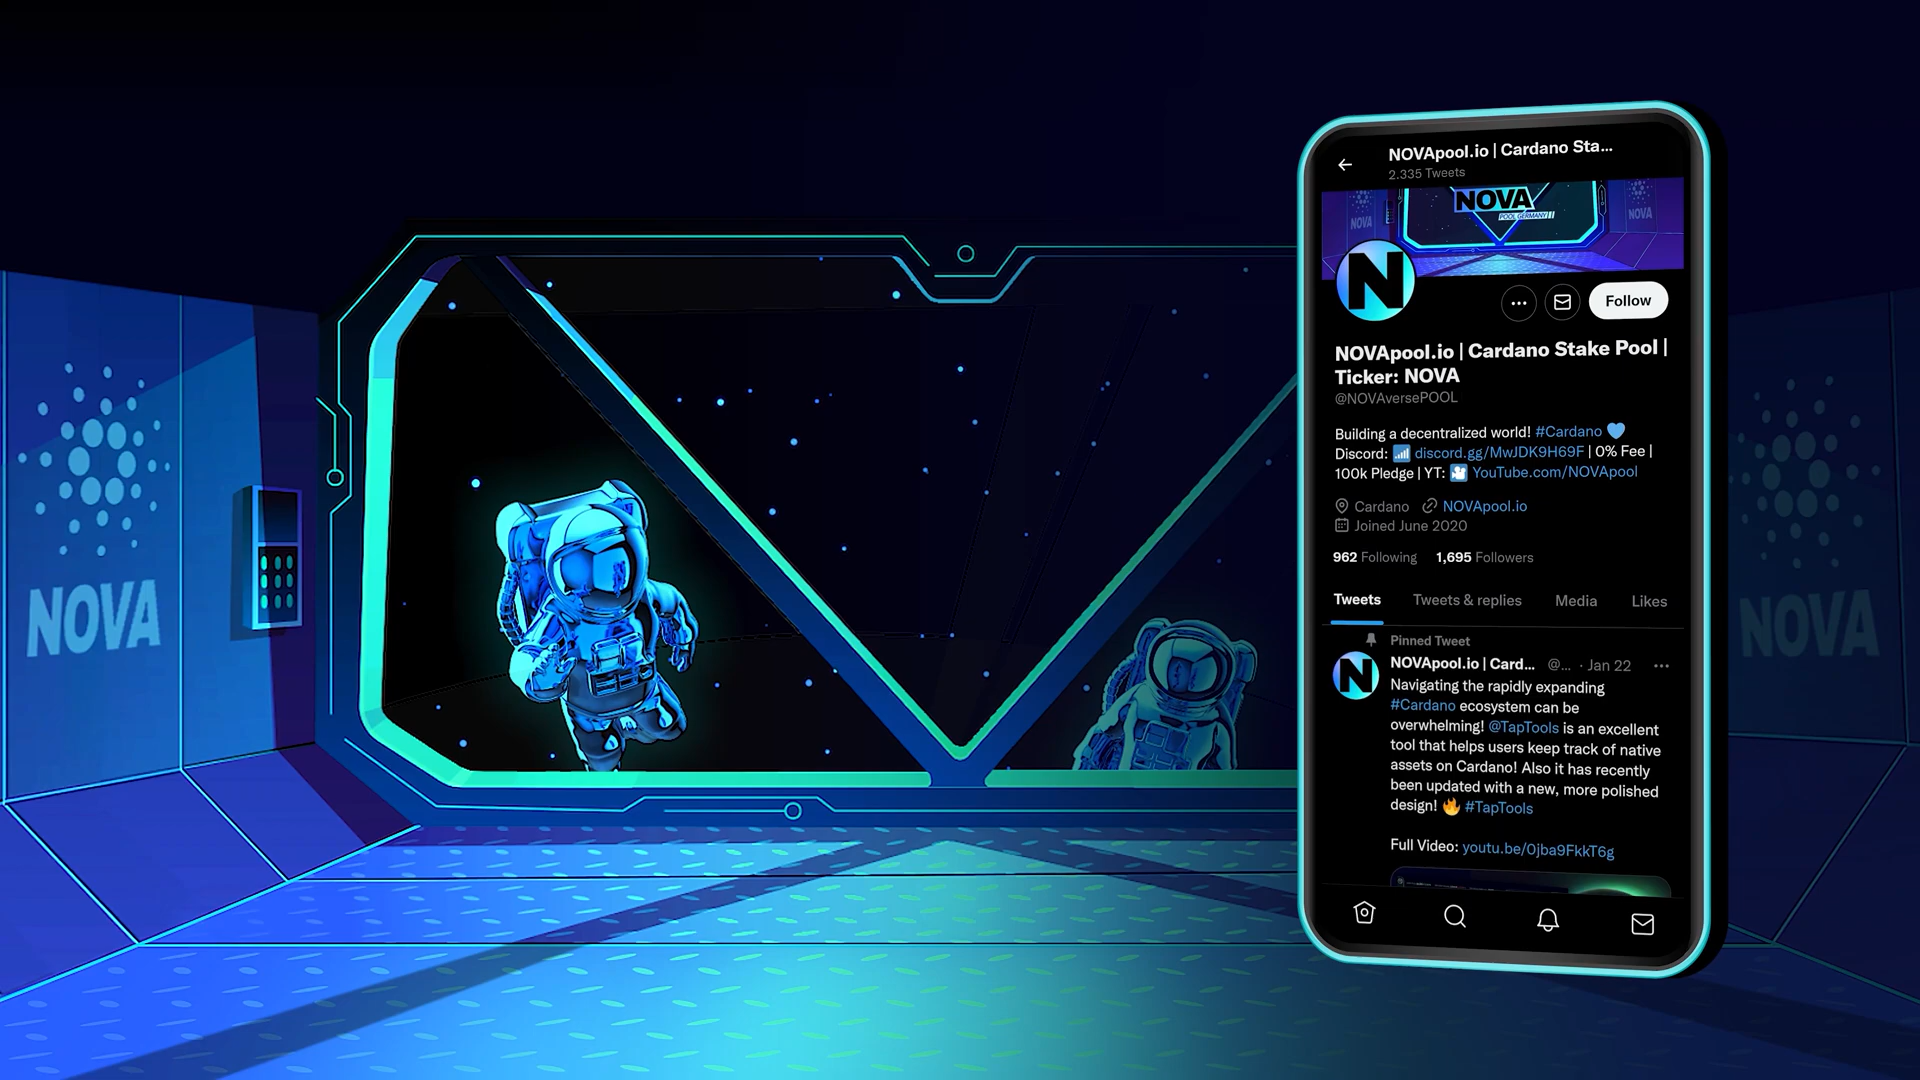 NOVA
NOVApool.io | Cardano Sta...
2.335 Tweets
NOVA
NOVA
POOL GERMANY
NOVA
N
Follow
NOVApool.io | Cardano Stake Pool |
Ticker: NOVA
@NOVAversePOOL
Building a decentralized world! #Cardano 💙
Discord: 📶 discord.gg/MwJDK9H69F | 0% Fee |
100k Pledge | YT: 🎦 YouTube.com/NOVApool
Cardano NOVApool.io
Joined June 2020
962 Following 1,695 Followers
Tweets Tweets & replies Media Likes
Pinned Tweet
N
NOVApool.io | Card... @... · Jan 22 ...
Navigating the rapidly expanding
#Cardano ecosystem can be
overwhelming! @TapTools is an excellent
tool that helps users keep track of native
assets on Cardano! Also it has recently
been updated with a new, more polished
design! 🔥 #TapTools
Full Video: youtu.be/0jba9FkkT6g
NOVA